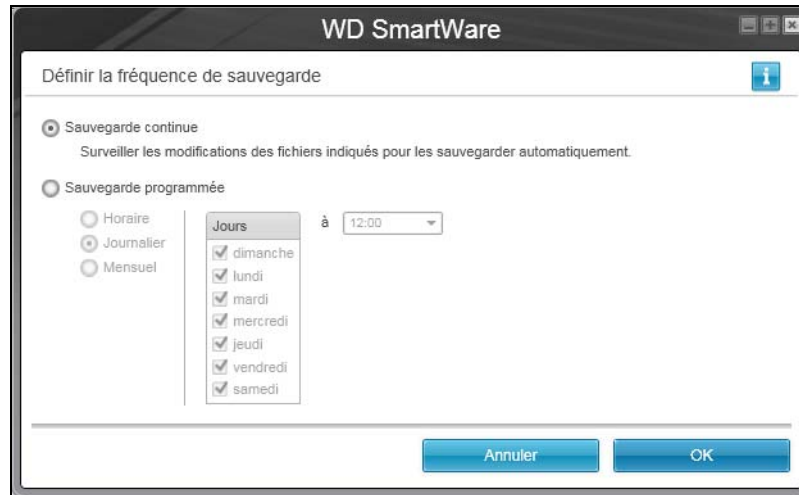 WD SmartWare
Définir la fréquence de sauvegarde
i
Sauvegarde continue
Surveiller les modifications des fichiers indiqués pour les sauvegarder automatiquement.
Sauvegarde programmée
Horaire
Journalier
Mensuel
Jours
dimanche
lundi
mardi
mercredi
jeudi
vendredi
samedi
à 12:00
Annuler OK